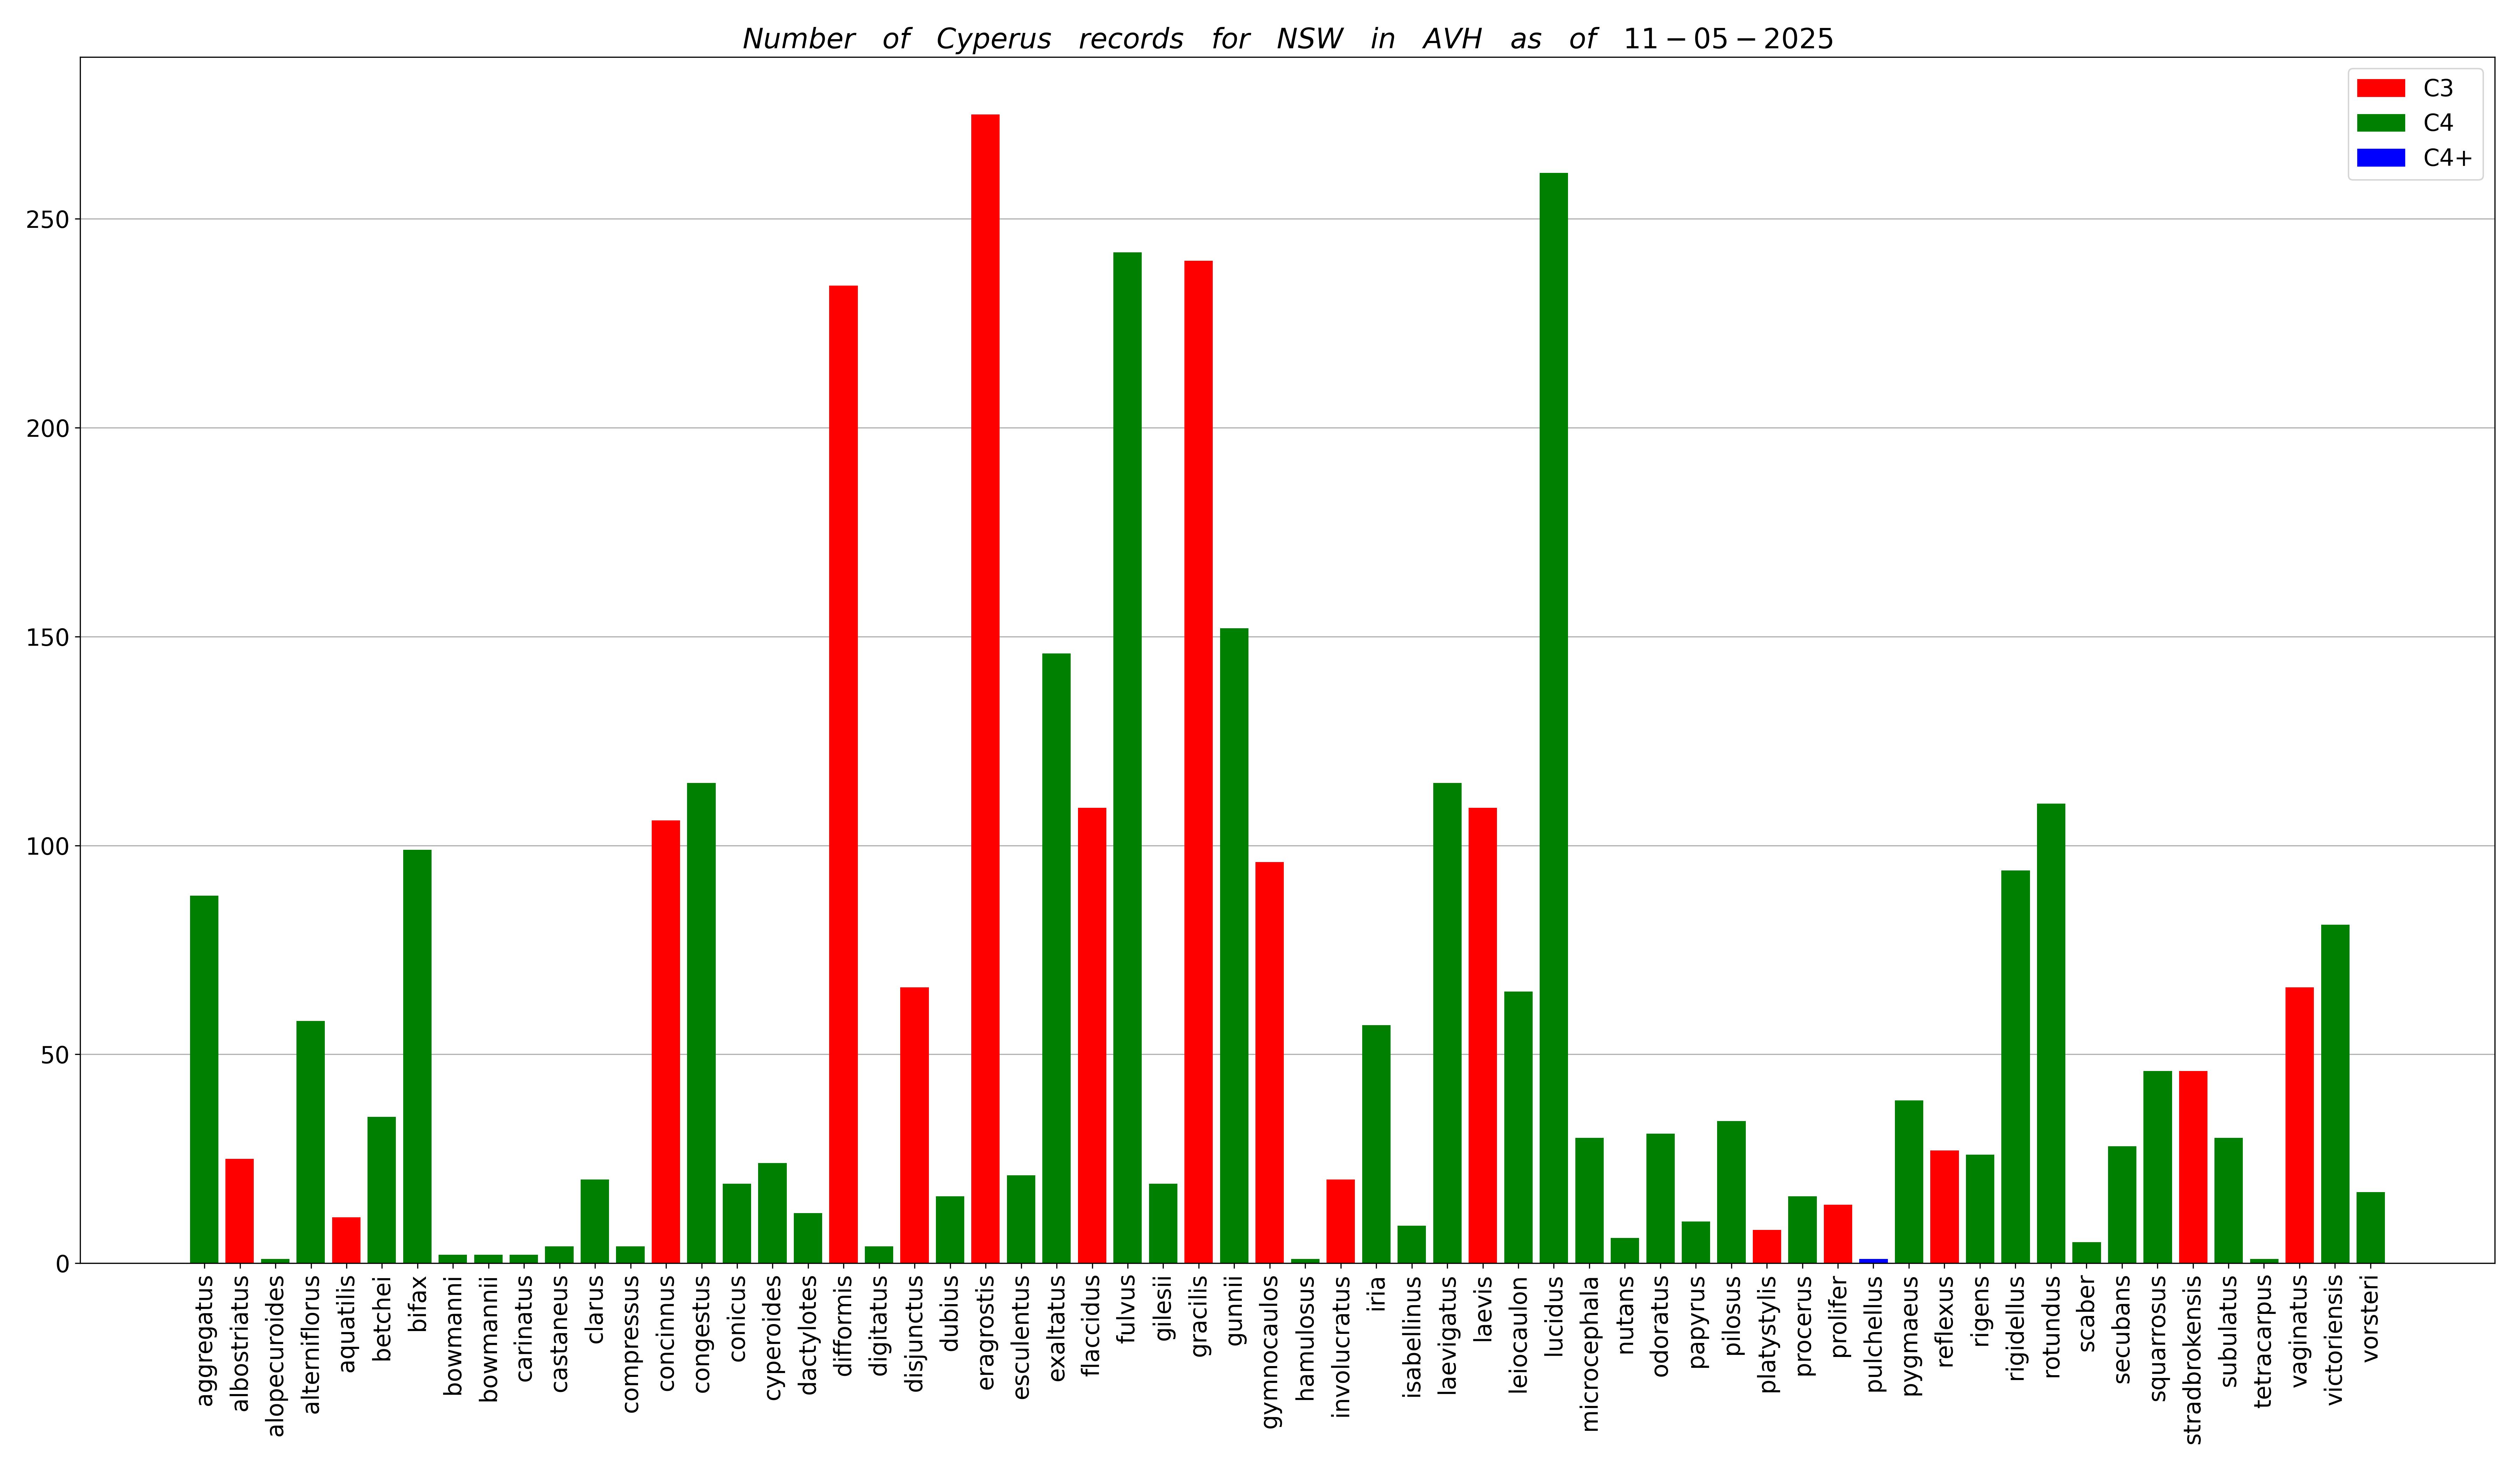 Number of Cyperus records for NSW in AVH as of 11−05−2025
C3
C4
C4+
250
200
150
100
50
0
aggregatus
albostriatus
alopecuroides
alterniflorus
aquatilis
betchei
bifax
bowmanni
bowmannii
carinatus
castaneus
clarus
compressus
concinnus
congestus
conicus
cyperoides
dactylotes
difformis
digitatus
disjunctus
dubius
eragrostis
esculentus
exaltatus
flaccidus
fulvus
gilesii
gracilis
gunnii
gymnocaulos
hamulosus
involucratus
iria
isabellinus
laevigatus
laevis
leiocaulon
lucidus
microcephala
nutans
odoratus
papyrus
pilosus
platystylis
procerus
prolifer
pulchellus
pygmaeus
reflexus
rigens
rigidellus
rotundus
scaber
secubans
squarrosus
stradbrokensis
subulatus
tetracarpus
vaginatus
victoriensis
vorsteri